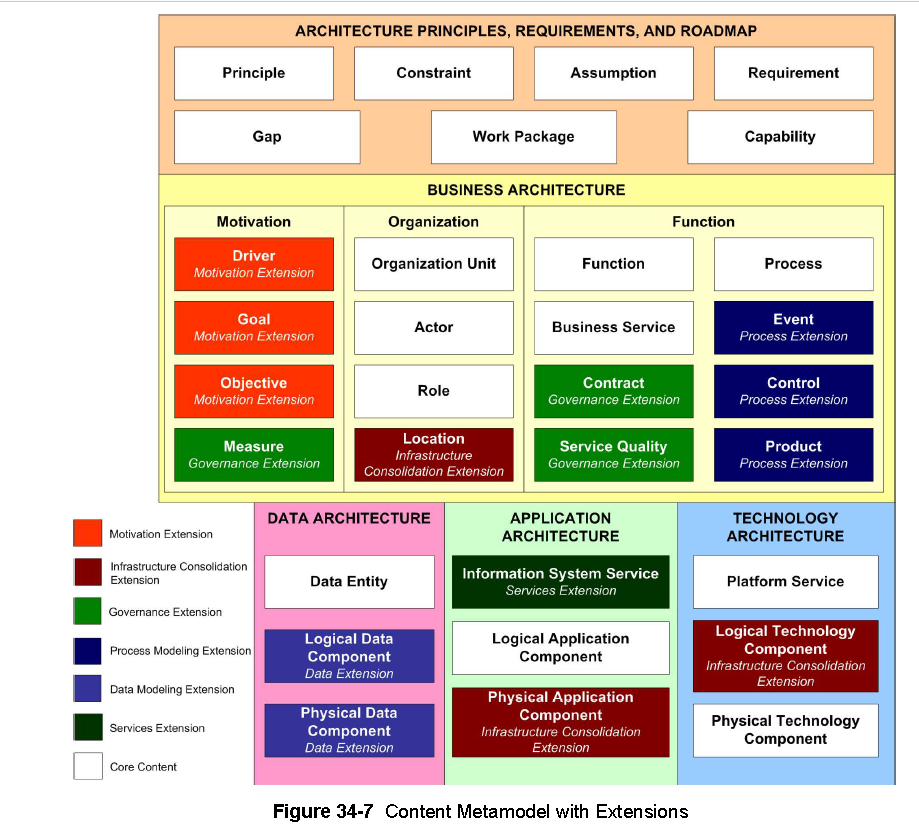 ARCHITECTURE PRINCIPLES, REQUIREMENTS, AND ROADMAP
Principle
Constraint
Assumption
Requirement
Gap
Work Package
Capability
BUSINESS ARCHITECTURE
Motivation
Organization
Function
Driver
Motivation Extension
Organization Unit
Function
Process
Goal
Motivation Extension
Actor
Business Service
Event
Process Extension
Objective
Motivation Extension
Role
Contract
Governance Extension
Control
Process Extension
Measure
Governance Extension
Location
Infrastructure
Consolidation Extension
Service Quality
Governance Extension
Product
Process Extension
Motivation Extension
Infrastructure Consolidation
Extension
Governance Extension
Process Modeling Extension
Data Modeling Extension
Services Extension
Core Content
DATA ARCHITECTURE
Data Entity
Logical Data
Component
Data Extension
Physical Data
Component
Data Extension
APPLICATION
ARCHITECTURE
Information System Service
Services Extension
Logical Application
Component
Physical Application
Component
Infrastructure Consolidation
Extension
TECHNOLOGY
ARCHITECTURE
Platform Service
Logical Technology
Component
Infrastructure Consolidation
Extension
Physical Technology
Component
Figure 34-7 Content Metamodel with Extensions